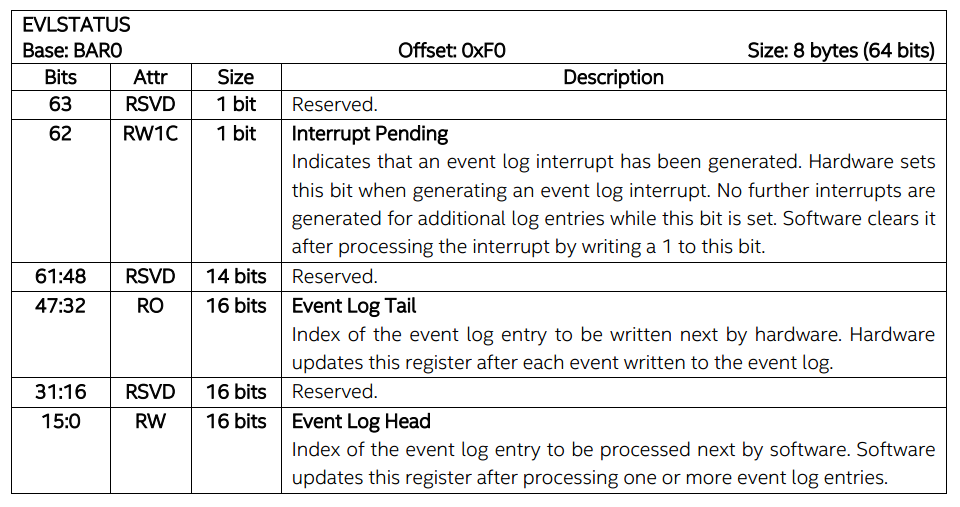 EVLSTATUS
Base: BAR0 Offset: 0xF0 Size: 8 bytes (64 bits)
Bits Attr Size Description
63 RSVD 1 bit Reserved.
62 RW1C 1 bit Interrupt Pending
Indicates that an event log interrupt has been generated. Hardware sets
this bit when generating an event log interrupt. No further interrupts are
generated for additional log entries while this bit is set. Software clears it
after processing the interrupt by writing a 1 to this bit.
61:48 RSVD 14 bits Reserved.
47:32 RO 16 bits Event Log Tail
Index of the event log entry to be written next by hardware. Hardware
updates this register after each event written to the event log.
31:16 RSVD 16 bits Reserved.
15:0 RW 16 bits Event Log Head
Index of the event log entry to be processed next by software. Software
updates this register after processing one or more event log entries.